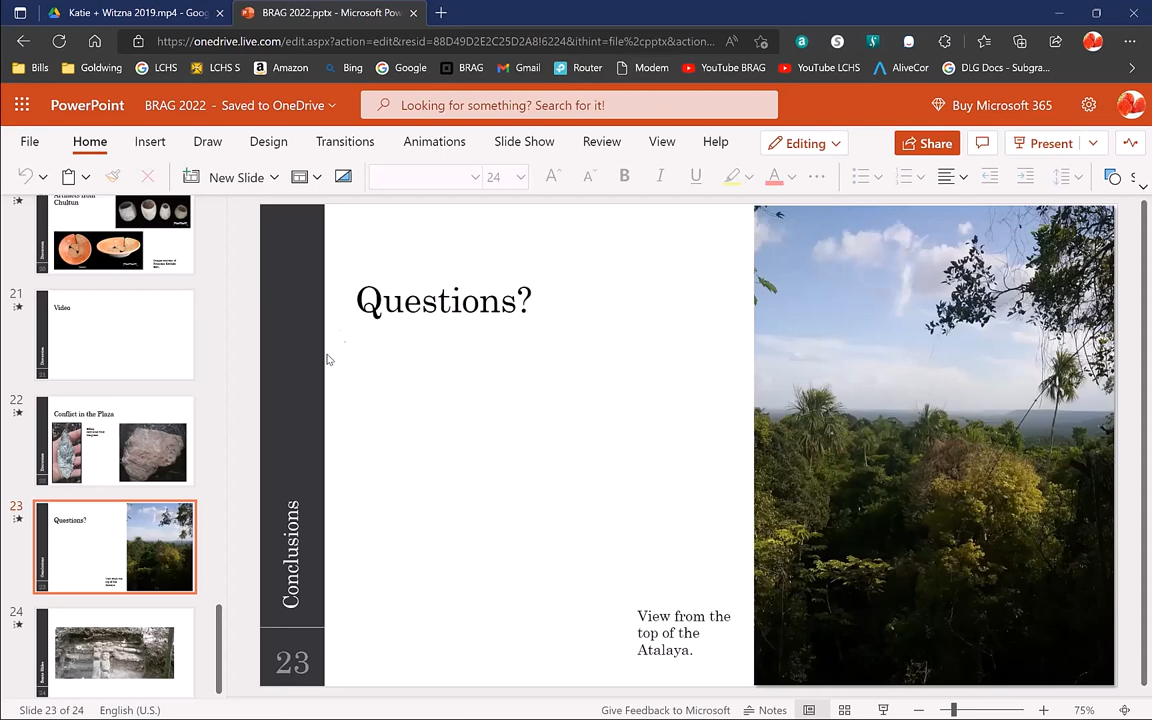 Katie + Witzna 2019.mp4 - Goog
BRAG 2022.pptx - Microsoft Pow
https://onedrive.live.com/edit.aspx?action=edit&resid=88D49D2E2C25D2A8!6224&ithint=file%2cpptx&action...
Bills
Goldwing
LCHS
LCHS S
Amazon
Bing
Google
BRAG
Gmail
Router
Modem
YouTube BRAG
YouTube LCHS
AliveCor
DLG Docs - Subgra...
PowerPoint
BRAG 2022 - Saved to OneDrive
Looking for something? Search for it!
Buy Microsoft 365
File
Home
Insert
Draw
Design
Transitions
Animations
Slide Show
Review
View
Help
Editing
Share
Present
New Slide
24
Chultun
21
Video
22
Conflict in the Plaza
23
Questions?
24
Questions?
Conclusions
23
View from the
top of the
Atalaya.
Slide 23 of 24
English (U.S.)
Give Feedback to Microsoft
Notes
75%